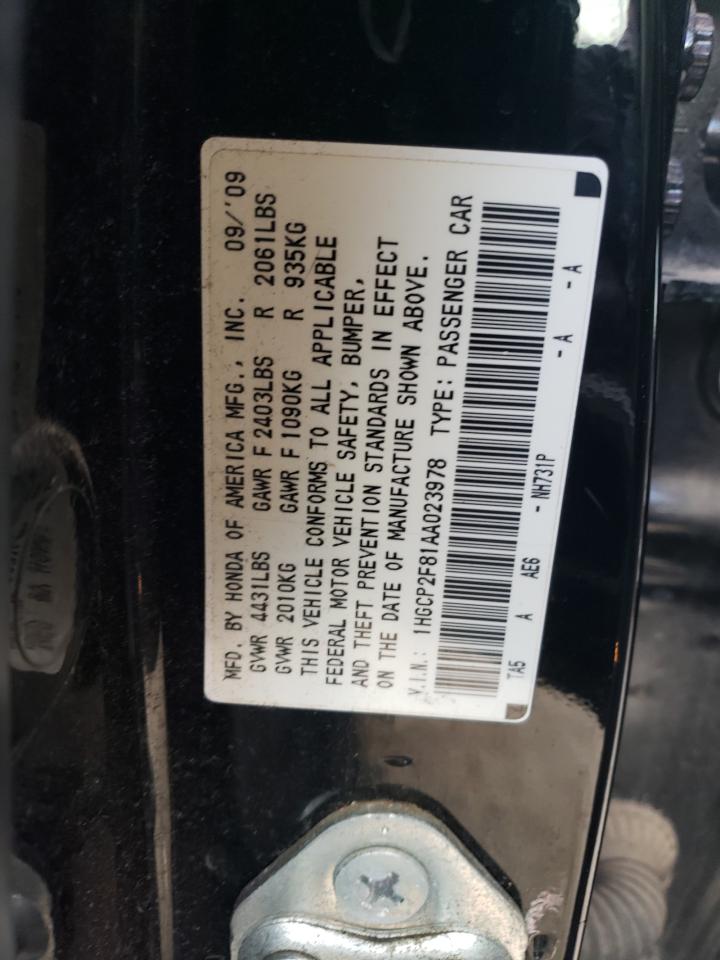 MFD. BY HONDA OF AMERICA MFG., INC. 09/'09
GVWR 4431LBS GAWR F 2403LBS R 2061LBS
GVWR 2010KG GAWR F 1090KG R 935KG
THIS VEHICLE CONFORMS TO ALL APPLICABLE
FEDERAL MOTOR VEHICLE SAFETY, BUMPER,
AND THEFT PREVENTION STANDARDS IN EFFECT
ON THE DATE OF MANUFACTURE SHOWN ABOVE.
V.I.N.: 1HGCP2F81AA023978 TYPE: PASSENGER CAR
TA5 A AE6 - NH731P - A - A